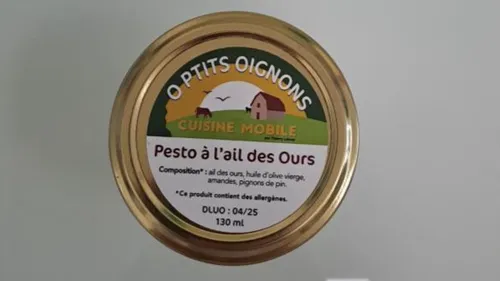 O PTITS OIGNONS
CUISINE MOBILE
Pesto à l'ail des Ours
Composition* : ail des ours, huile d'olive vierge,
amandes, pignons de pin.
*Ce produit contient des allergènes.
DLUO : 04/25
130 ml